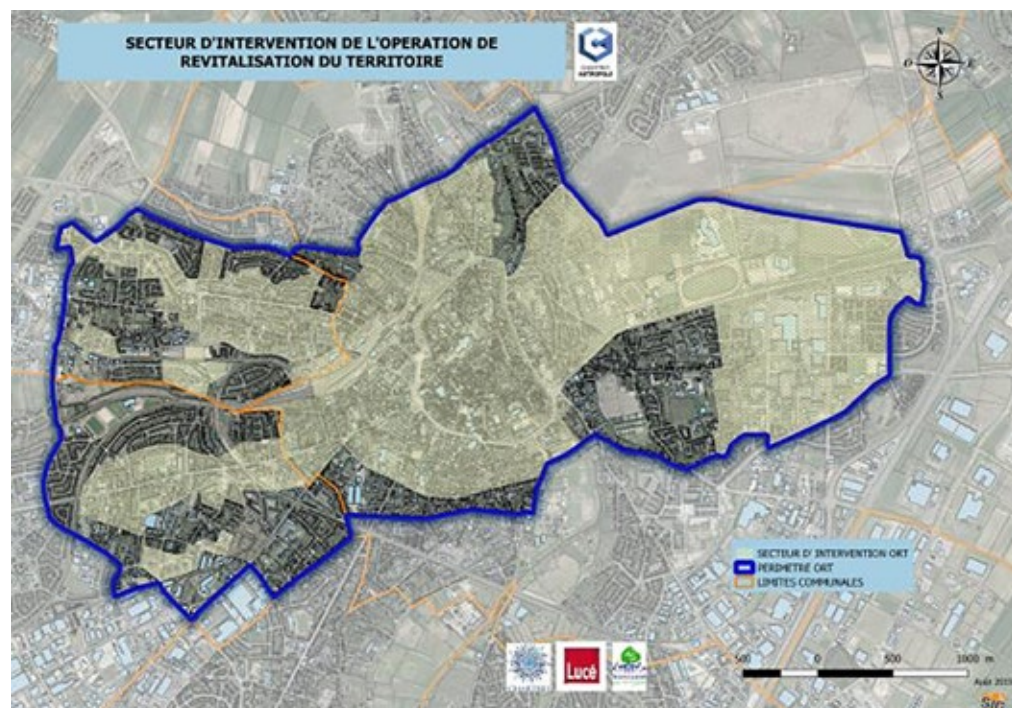 SECTEUR D'INTERVENTION DE L'OPERATION DE
REVITALISATION DU TERRITOIRE
METROPOLE
N
O
E
S
SECTEUR D' INTERVENTION ORT
PERIMETRE ORT
LIMITES COMMUNALES
Lucé
500 0 500 1000 m